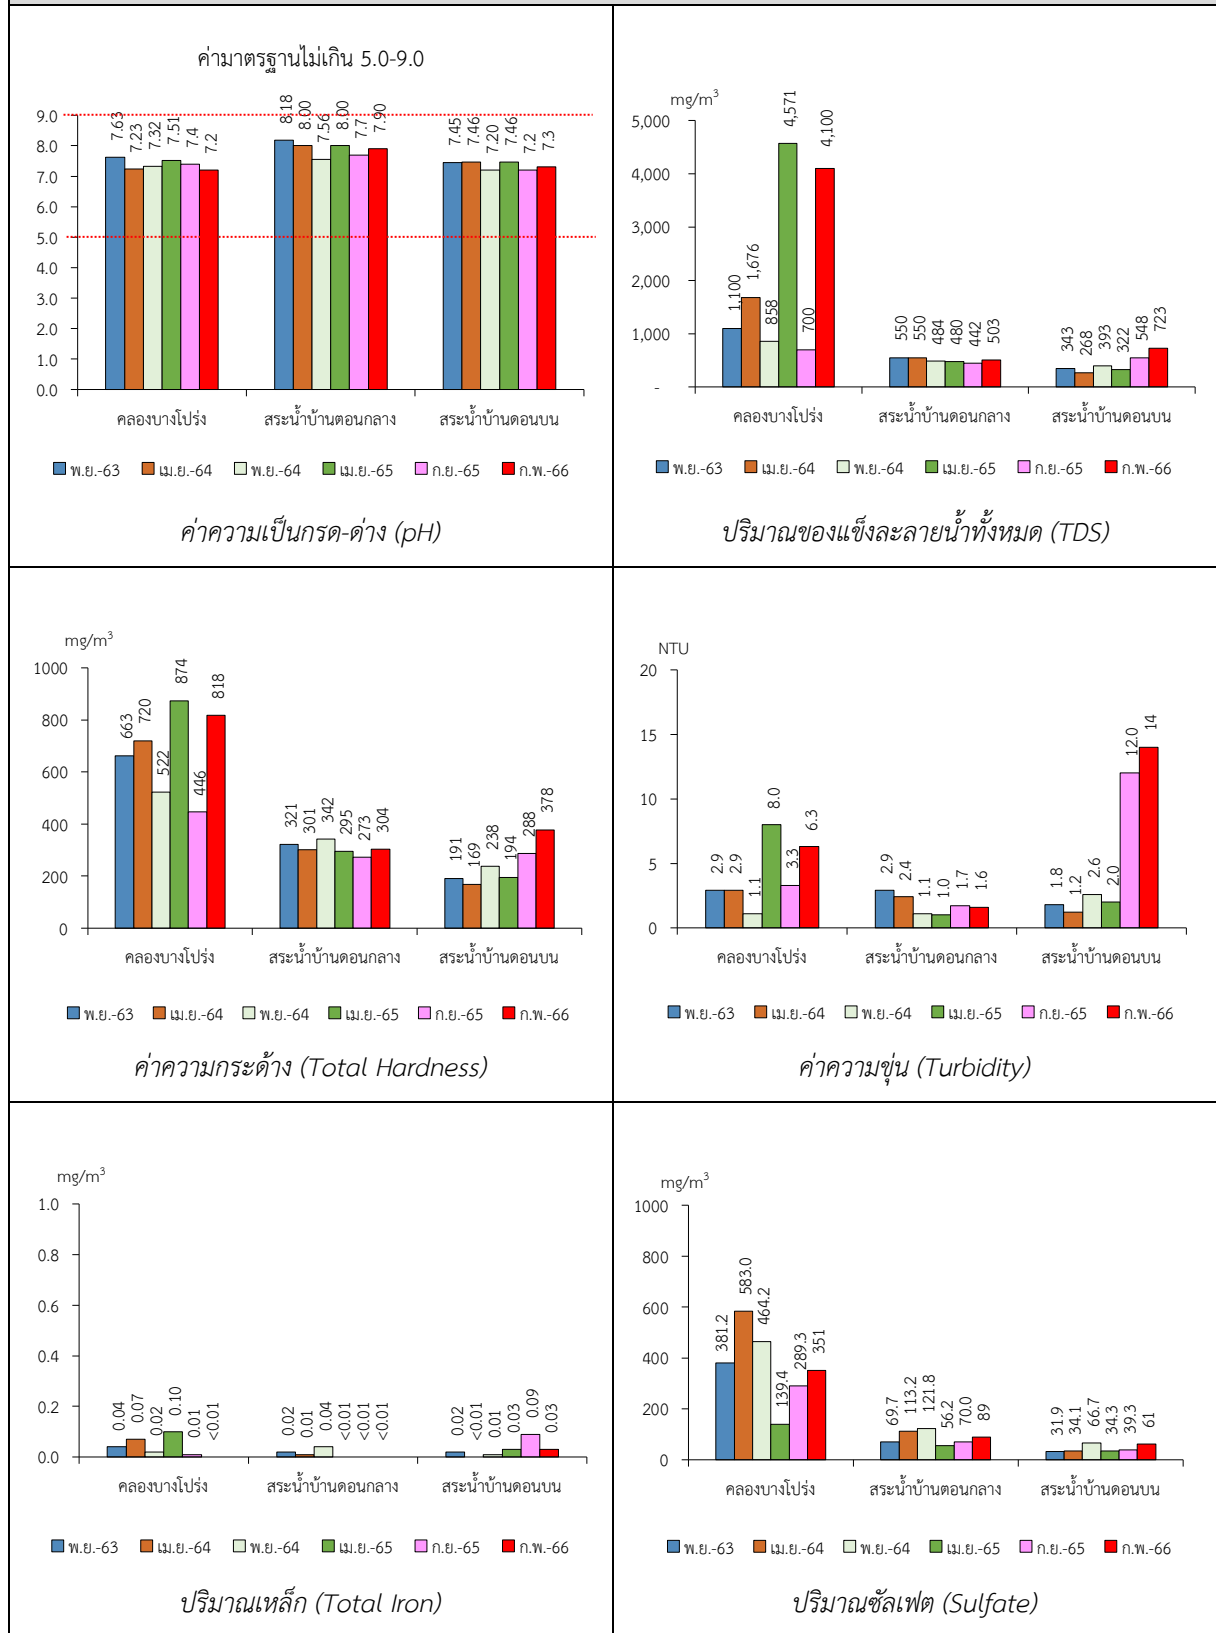 ค่ามาตรฐานไม่เกิน 5.0-9.0
9.0
8.0
7.0
6.0
5.0
4.0
3.0
2.0
1.0
0.0
7.63 7.23 7.32 7.51 7.4 7.2
8.18 8.00 7.56 8.00 7.7 7.90
7.45 7.46 7.20 7.46 7.2 7.3
คลองบางโปร่ง สระน้ำบ้านตอนกลาง สระน้ำบ้านดอนบน
พ.ย.-63 เม.ย.-64 พ.ย.-64 เม.ย.-65 ก.ย.-65 ก.พ.-66
ค่าความเป็นกรด-ด่าง (pH)
mg/m³
5,000
4,000
3,000
2,000
1,000
-
1,100 1,676 858 4,571 700 4,100
550 550 484 480 442 503
343 268 393 322 548 723
คลองบางโปร่ง สระน้ำบ้านดอนกลาง สระน้ำบ้านดอนบน
พ.ย.-63 เม.ย.-64 พ.ย.-64 เม.ย.-65 ก.ย.-65 ก.พ.-66
ปริมาณของแข็งละลายน้ำทั้งหมด (TDS)
mg/m³
1000
800
600
400
200
0
663 720 522 874 446 818
321 301 342 295 273 304
191 169 238 194 288 378
คลองบางโปร่ง สระน้ำบ้านดอนกลาง สระน้ำบ้านดอนบน
พ.ย.-63 เม.ย.-64 พ.ย.-64 เม.ย.-65 ก.ย.-65 ก.พ.-66
ค่าความกระด้าง (Total Hardness)
NTU
20
15
10
5
0
2.9 2.9 1.1 8.0 3.3 6.3
2.9 2.4 1.1 1.0 1.7 1.6
1.8 1.2 2.6 2.0 12.0 14
คลองบางโปร่ง สระน้ำบ้านดอนกลาง สระน้ำบ้านดอนบน
พ.ย.-63 เม.ย.-64 พ.ย.-64 เม.ย.-65 ก.ย.-65 ก.พ.-66
ค่าความขุ่น (Turbidity)
mg/m³
1.0
0.8
0.6
0.4
0.2
0.0
0.04 0.07 0.02 0.10 0.01 <0.01
0.02 0.01 0.04 <0.01 <0.01 <0.01
0.02 <0.01 0.01 0.03 0.09 0.03
คลองบางโปร่ง สระน้ำบ้านดอนกลาง สระน้ำบ้านดอนบน
พ.ย.-63 เม.ย.-64 พ.ย.-64 เม.ย.-65 ก.ย.-65 ก.พ.-66
ปริมาณเหล็ก (Total Iron)
mg/m³
1000
800
600
400
200
0
381.2 583.0 464.2 139.4 289.3 351
69.7 113.2 121.8 56.2 70.0 89
31.9 34.1 66.7 34.3 39.3 61
คลองบางโปร่ง สระน้ำบ้านตอนกลาง สระน้ำบ้านดอนบน
พ.ย.-63 เม.ย.-64 พ.ย.-64 เม.ย.-65 ก.ย.-65 ก.พ.-66
ปริมาณซัลเฟต (Sulfate)